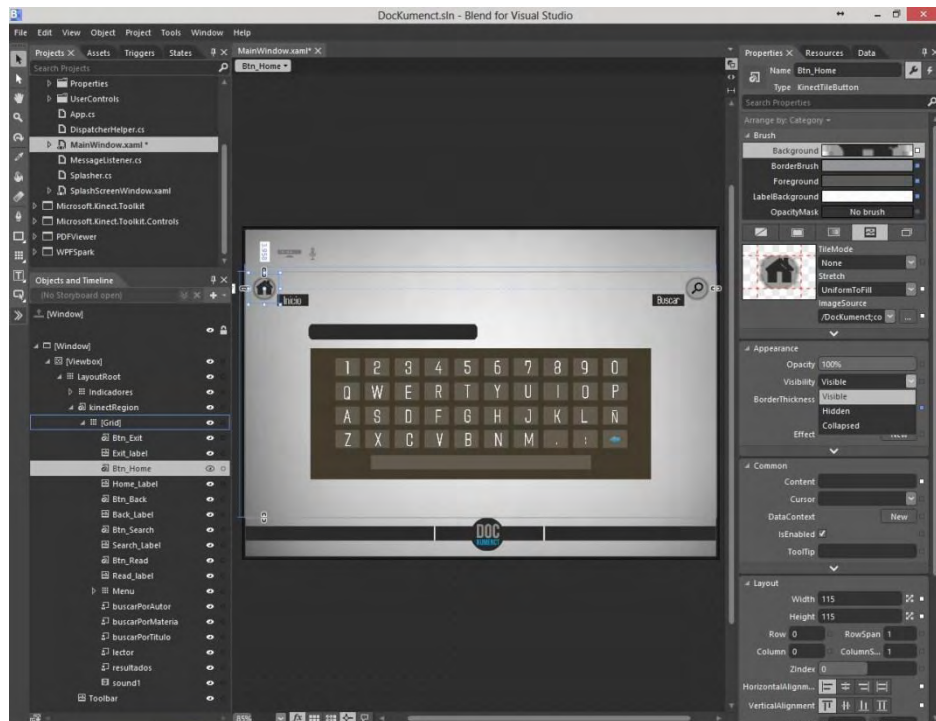 DocKumenct.sln - Blend for Visual Studio
File Edit View Object Project Tools Window Help
Projects Assets Triggers States
Search Projects
Properties
UserControls
App.cs
DispatcherHelper.cs
MainWindow.xaml *
MessageListener.cs
Splasher.cs
SplashScreenWindow.xaml
Microsoft.Kinect.Toolkit
Microsoft.Kinect.Toolkit.Controls
PDFViewer
WPFSpark
Objects and Timeline
(No Storyboard open)
[Window]
[Window]
[Viewbox]
LayoutRoot
Indicadores
kinectRegion
[Grid]
Btn_Exit
Exit_label
Btn_Home
Home_Label
Btn_Back
Back_Label
Btn_Search
Search_Label
Btn_Read
Read_label
Menu
buscarPorAutor
buscarPorMateria
buscarPorTitulo
lector
resultados
sound1
Toolbar
MainWindow.xaml*
Btn_Home
Inicio
Buscar
1 2 3 4 5 6 7 8 9 0
Q W E R T Y U I O P
A S D F G H J K L Ñ
Z X C V B N M . :
DOC
KUMENCT
85%
fx
Properties Resources Data
Name Btn_Home
Type KinectTileButton
Search Properties
Arrange by: Category
Brush
Background
BorderBrush
Foreground
LabelBackground
OpacityMask No brush
TileMode
None
Stretch
UniformToFill
ImageSource
/DocKumenct;co ...
Appearance
Opacity 100%
Visibility Visible
Visible
BorderThickness
Hidden
Collapsed
Effect New
Common
Content
Cursor
DataContext New
IsEnabled
ToolTip
Layout
Width 115
Height 115
Row 0 RowSpan 1
Column 0 ColumnS... 1
ZIndex 0
HorizontalAlignm...
VerticalAlignment